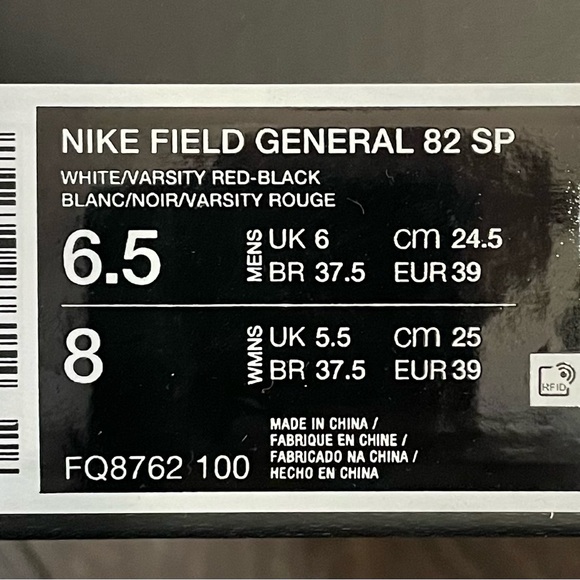 NIKE FIELD GENERAL 82 SP
WHITE/VARSITY RED-BLACK
BLANC/NOIR/VARSITY ROUGE
6.5 MENS UK 6 cm 24.5
BR 37.5 EUR 39
8 WMNS UK 5.5 cm 25
BR 37.5 EUR 39
RFID
MADE IN CHINA /
FABRIQUE EN CHINE /
FABRICADO NA CHINA /
HECHO EN CHINA
FQ8762 100